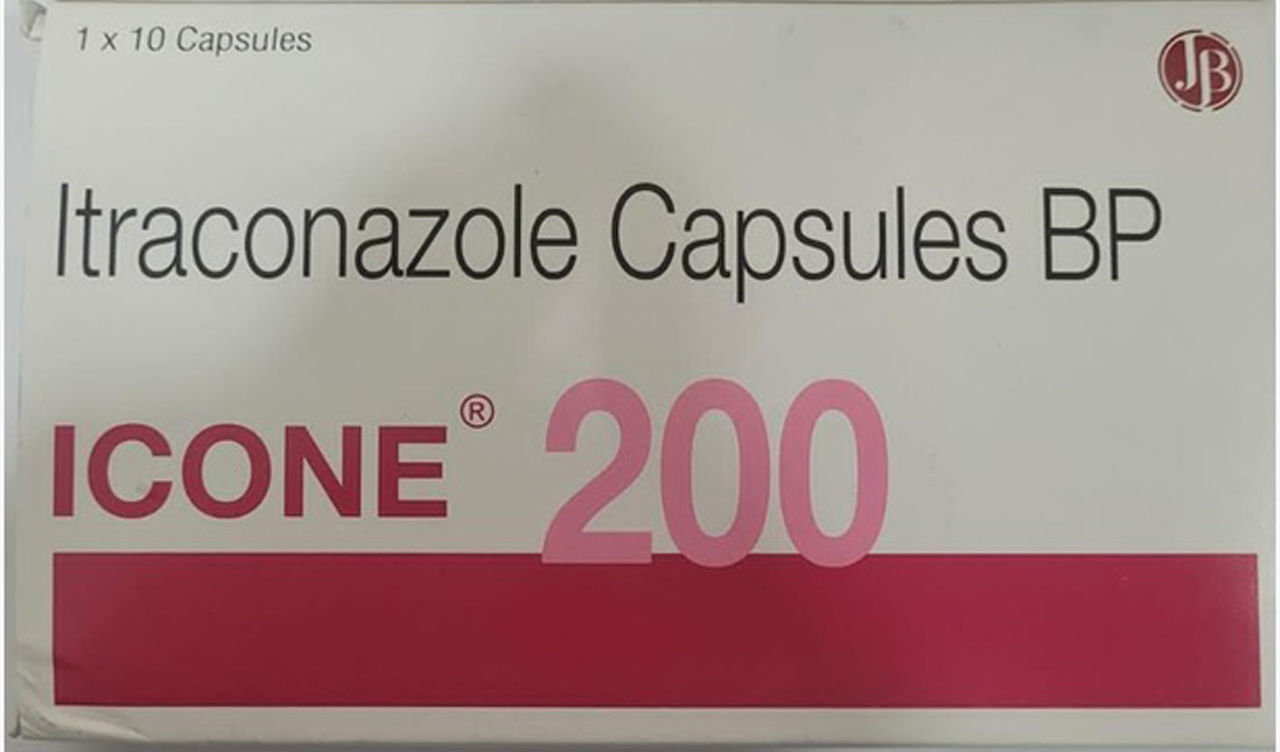 1 x 10 Capsules
JB
Itraconazole Capsules BP
ICONE® 200